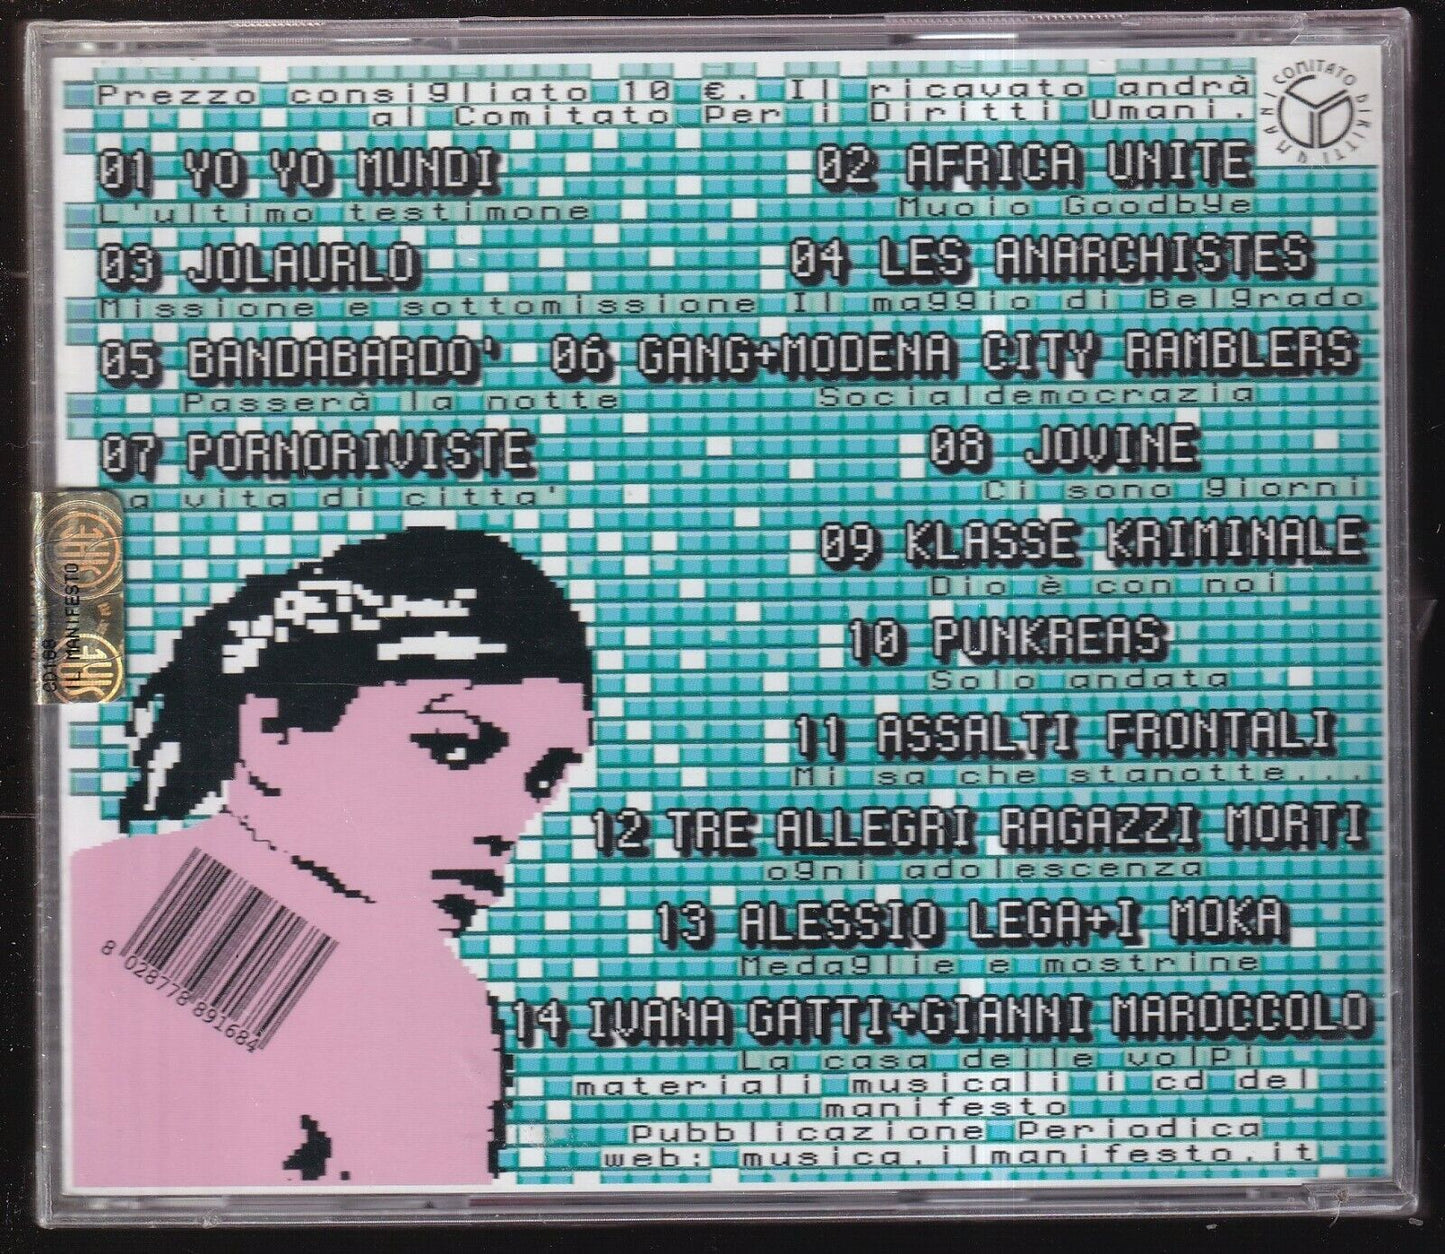 Prezzo consigliato 10 €. Il ricavato andrà
al Comitato Per i Diritti Umani.
COMITATO DIRITTI UMANI
01 YO YO MUNDI
L'ultimo testimone
02 AFRICA UNITE
Muoio Goodbye
03 JOLAURLO
Missione e sottomissione
04 LES ANARCHISTES
Il maggio di Belgrado
05 BANDABARDO'
Passerà la notte
06 GANG+MODENA CITY RAMBLERS
Socialdemocrazia
07 PORNORIVISTE
a vita di citta'
08 JOVINE
Ci sono giorni
09 KLASSE KRIMINALE
Dio è con noi
10 PUNKREAS
Solo andata
11 ASSALTI FRONTALI
Mi sa che stanotte...
12 TRE ALLEGRI RAGAZZI MORTI
ogni adolescenza
13 ALESSIO LEGA+I MOKA
Medaglie e mostrine
14 IVANA GATTI+GIANNI MAROCCOLO
La casa delle volpi
materiali musicali i cd del
manifesto
Pubblicazione Periodica
web: musica.ilmanifesto.it
SIAE
CD168
IL MANIFESTO
8 028778 891684